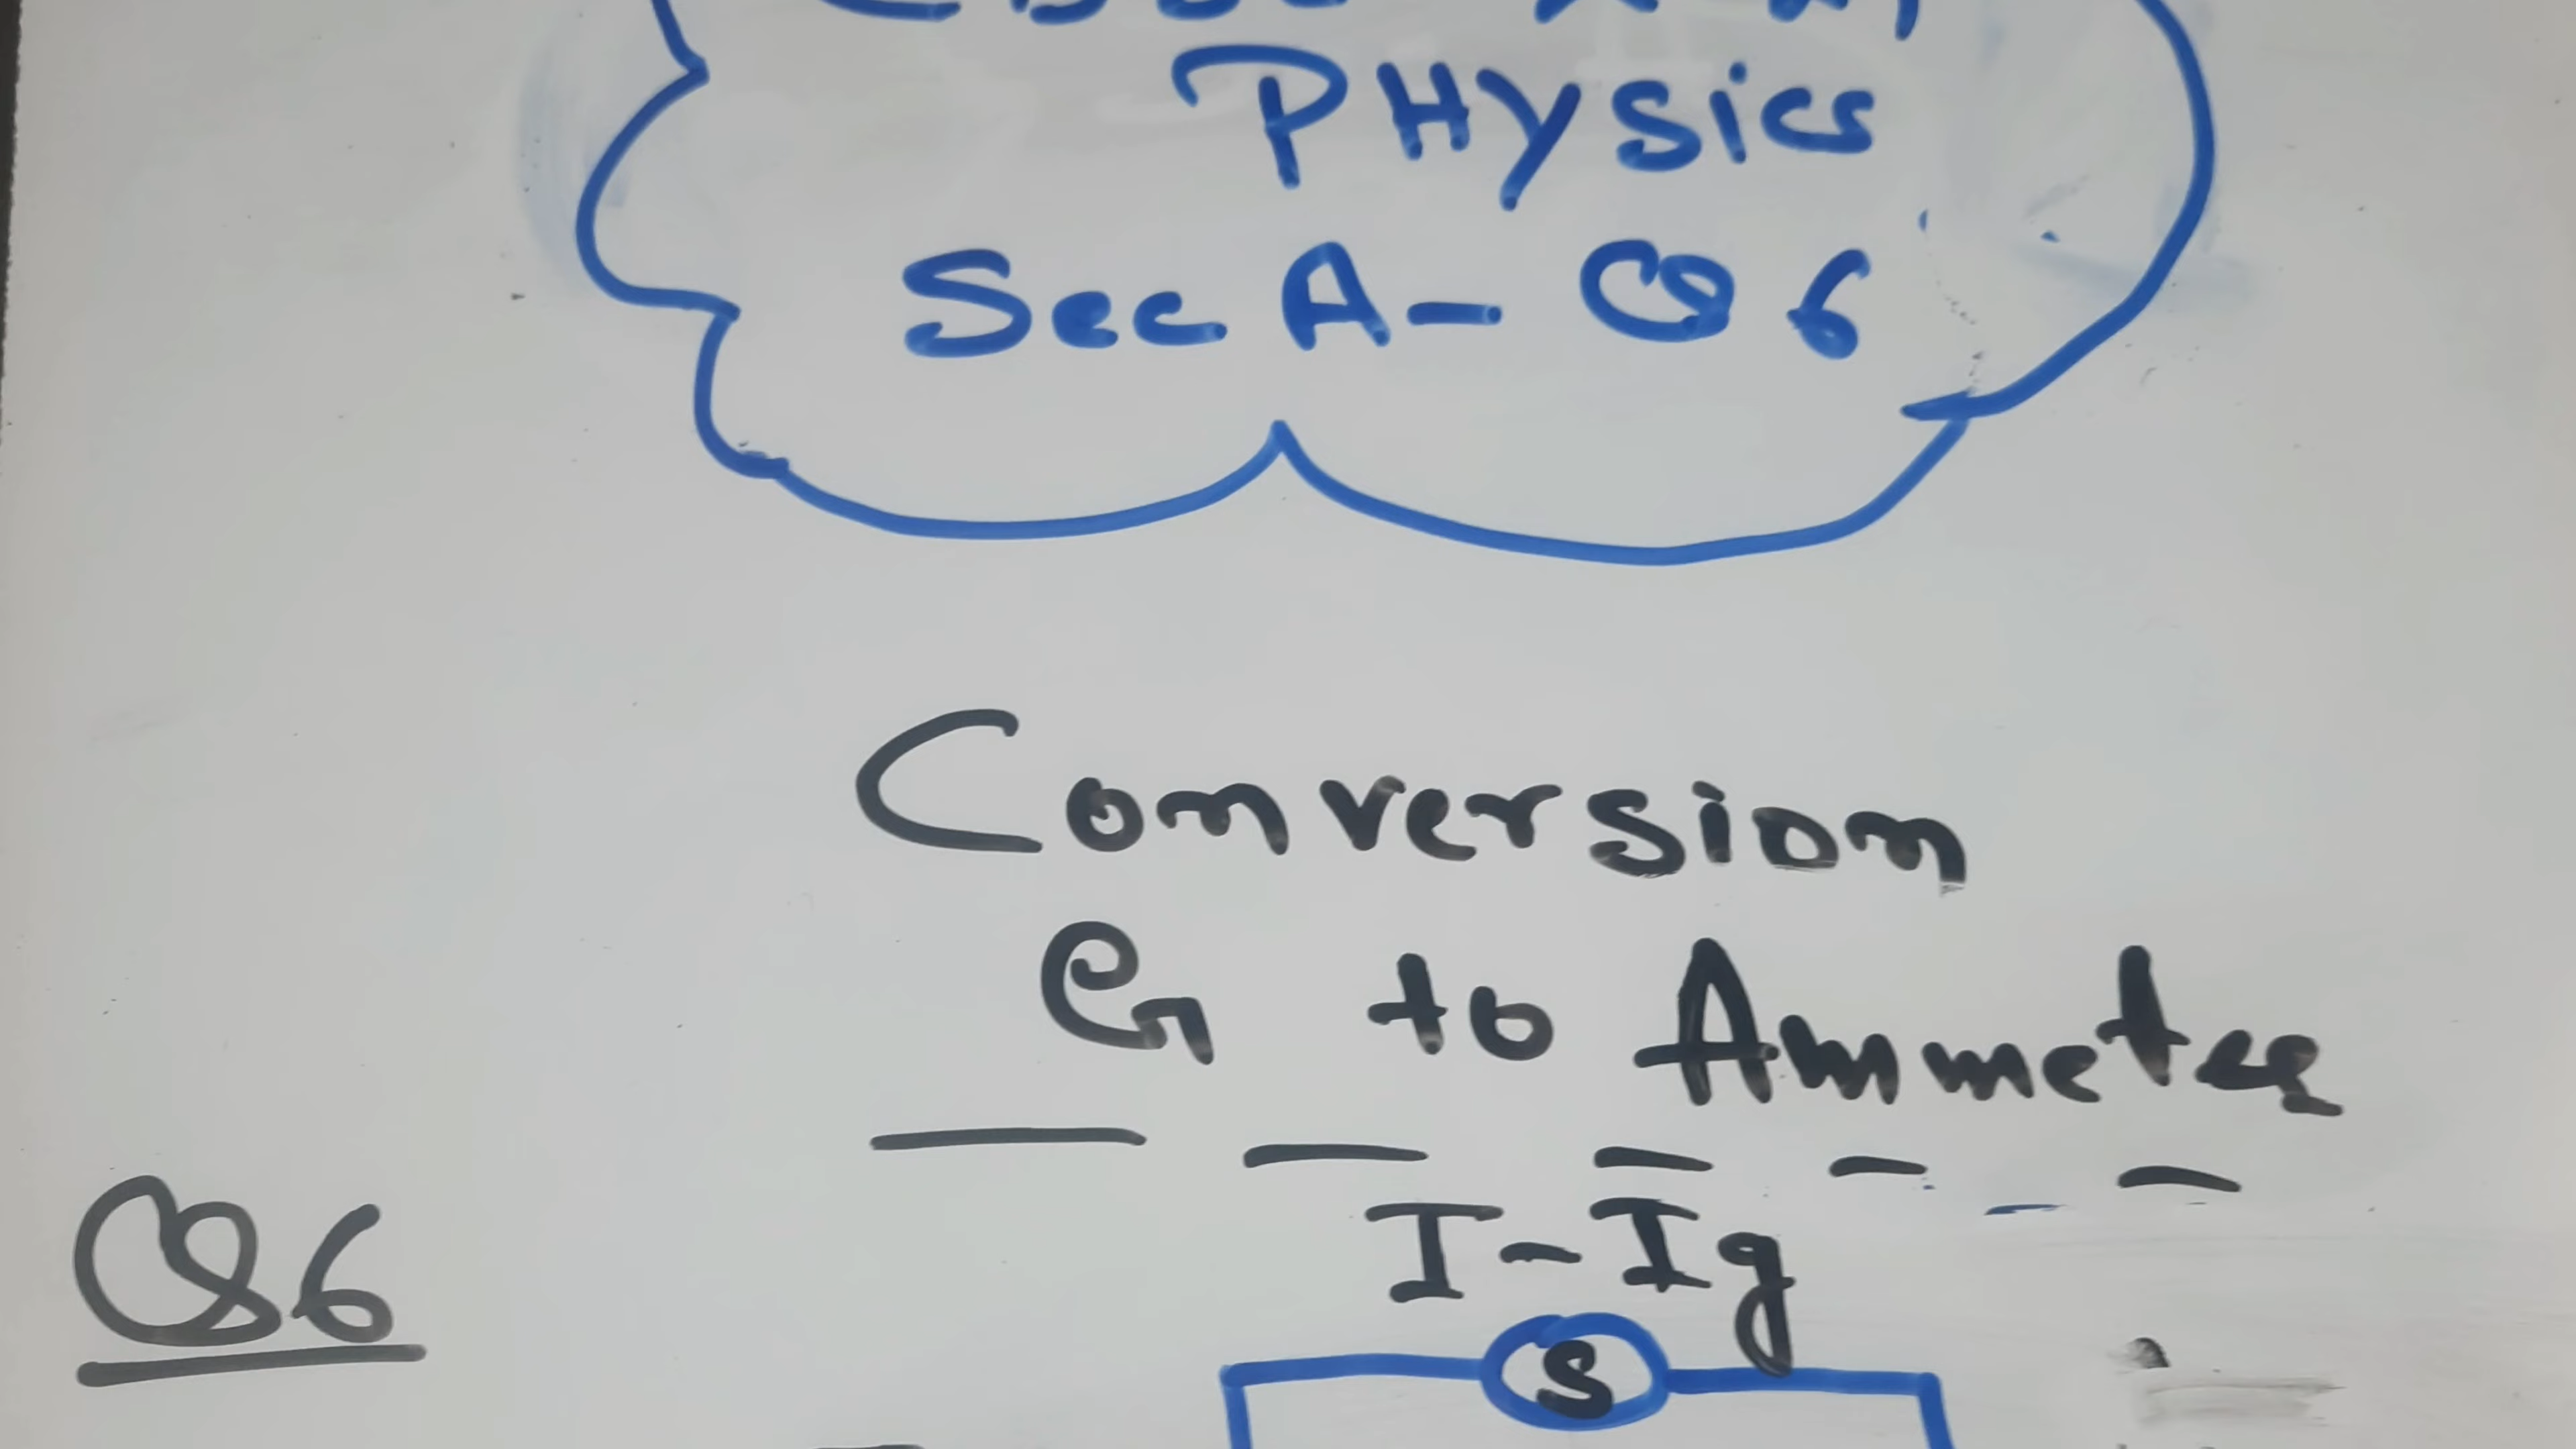 PHYsics
Sec A - Q6
Conversion
G to Ammeter
Q6
I - Ig
S